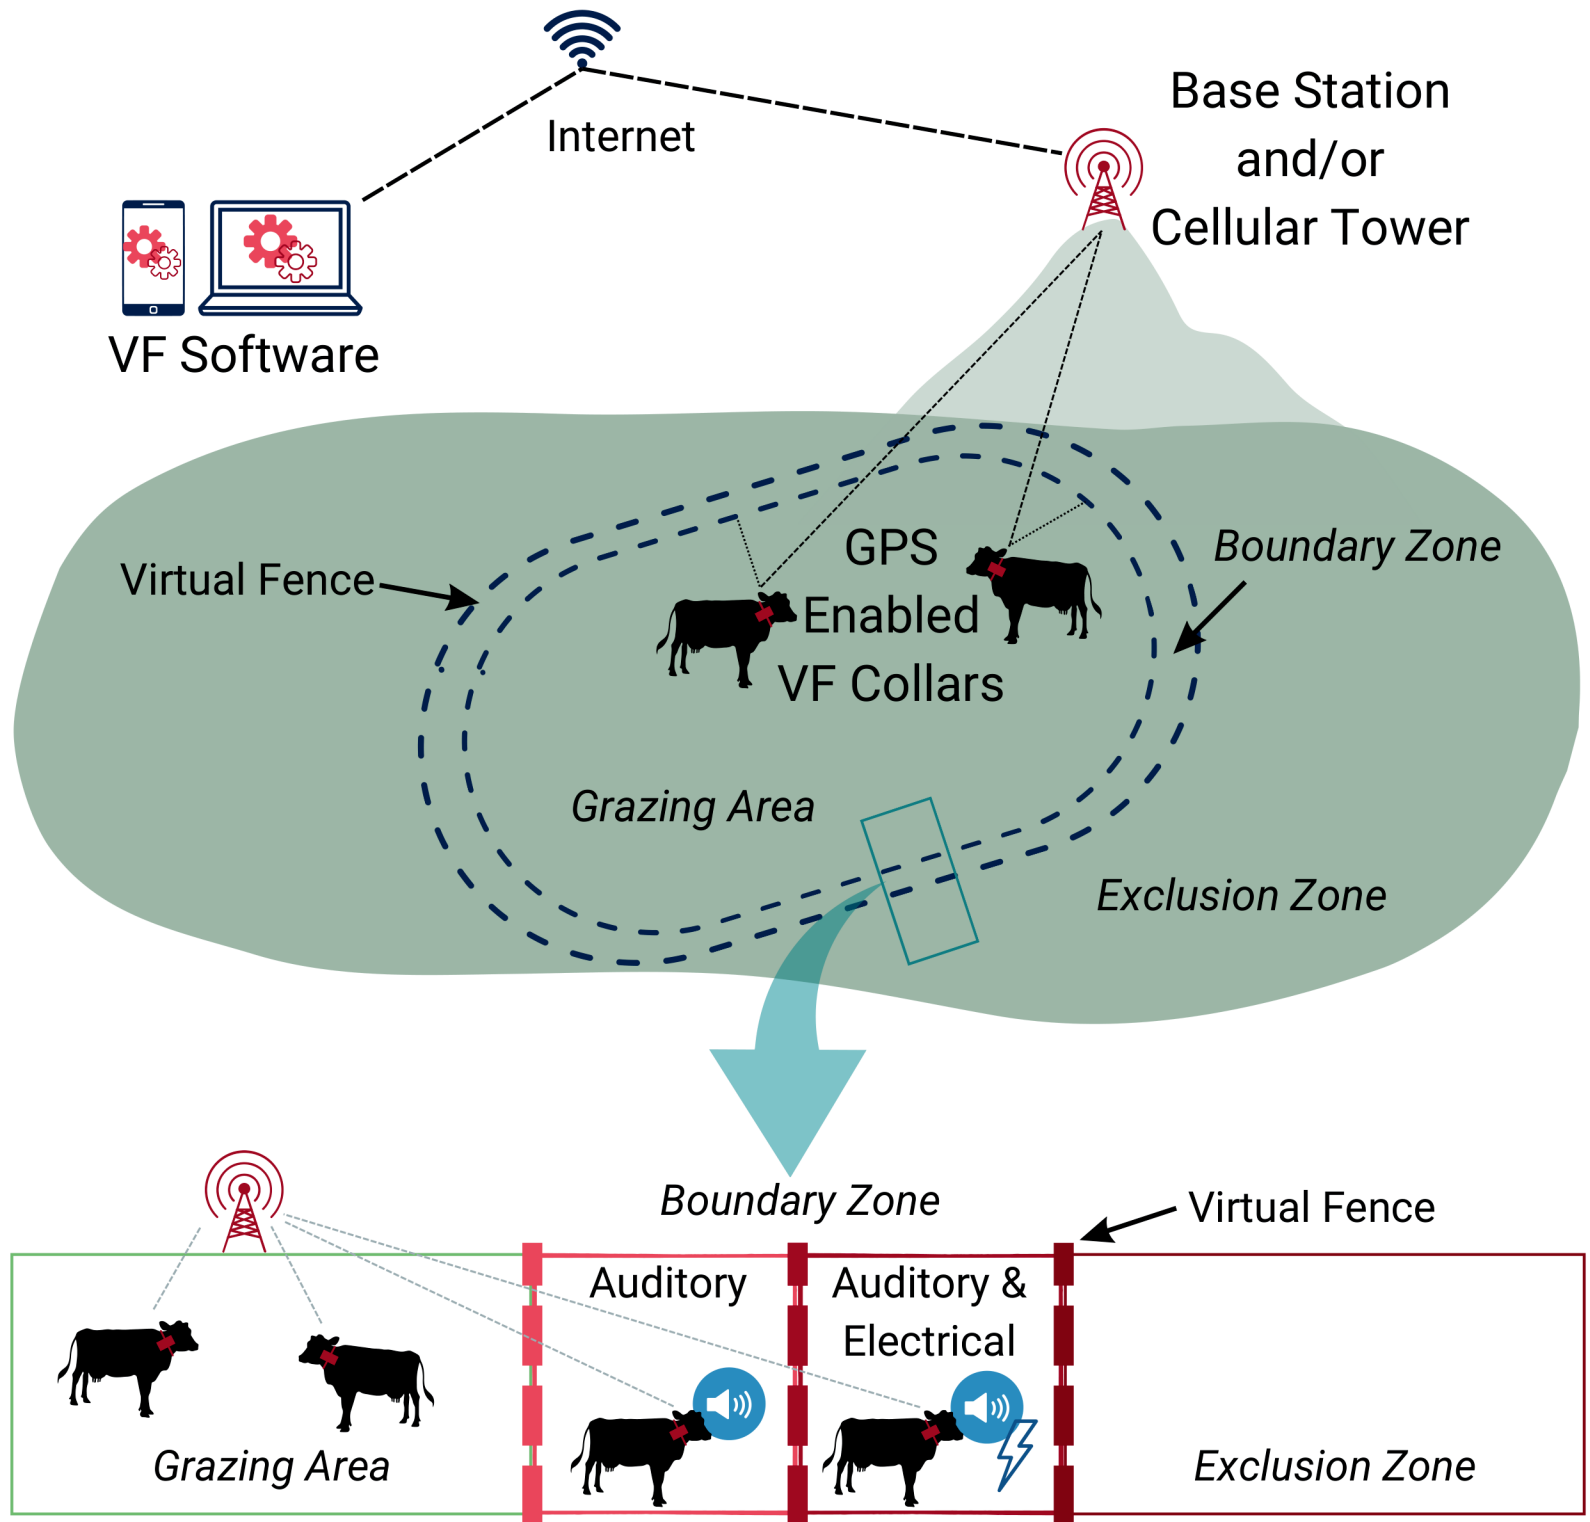 Internet
Base Station
and/or
Cellular Tower
VF Software
Virtual Fence
GPS
Enabled
VF Collars
Boundary Zone
Grazing Area
Exclusion Zone
Boundary Zone
Virtual Fence
Auditory
Auditory &
Electrical
Grazing Area
Exclusion Zone